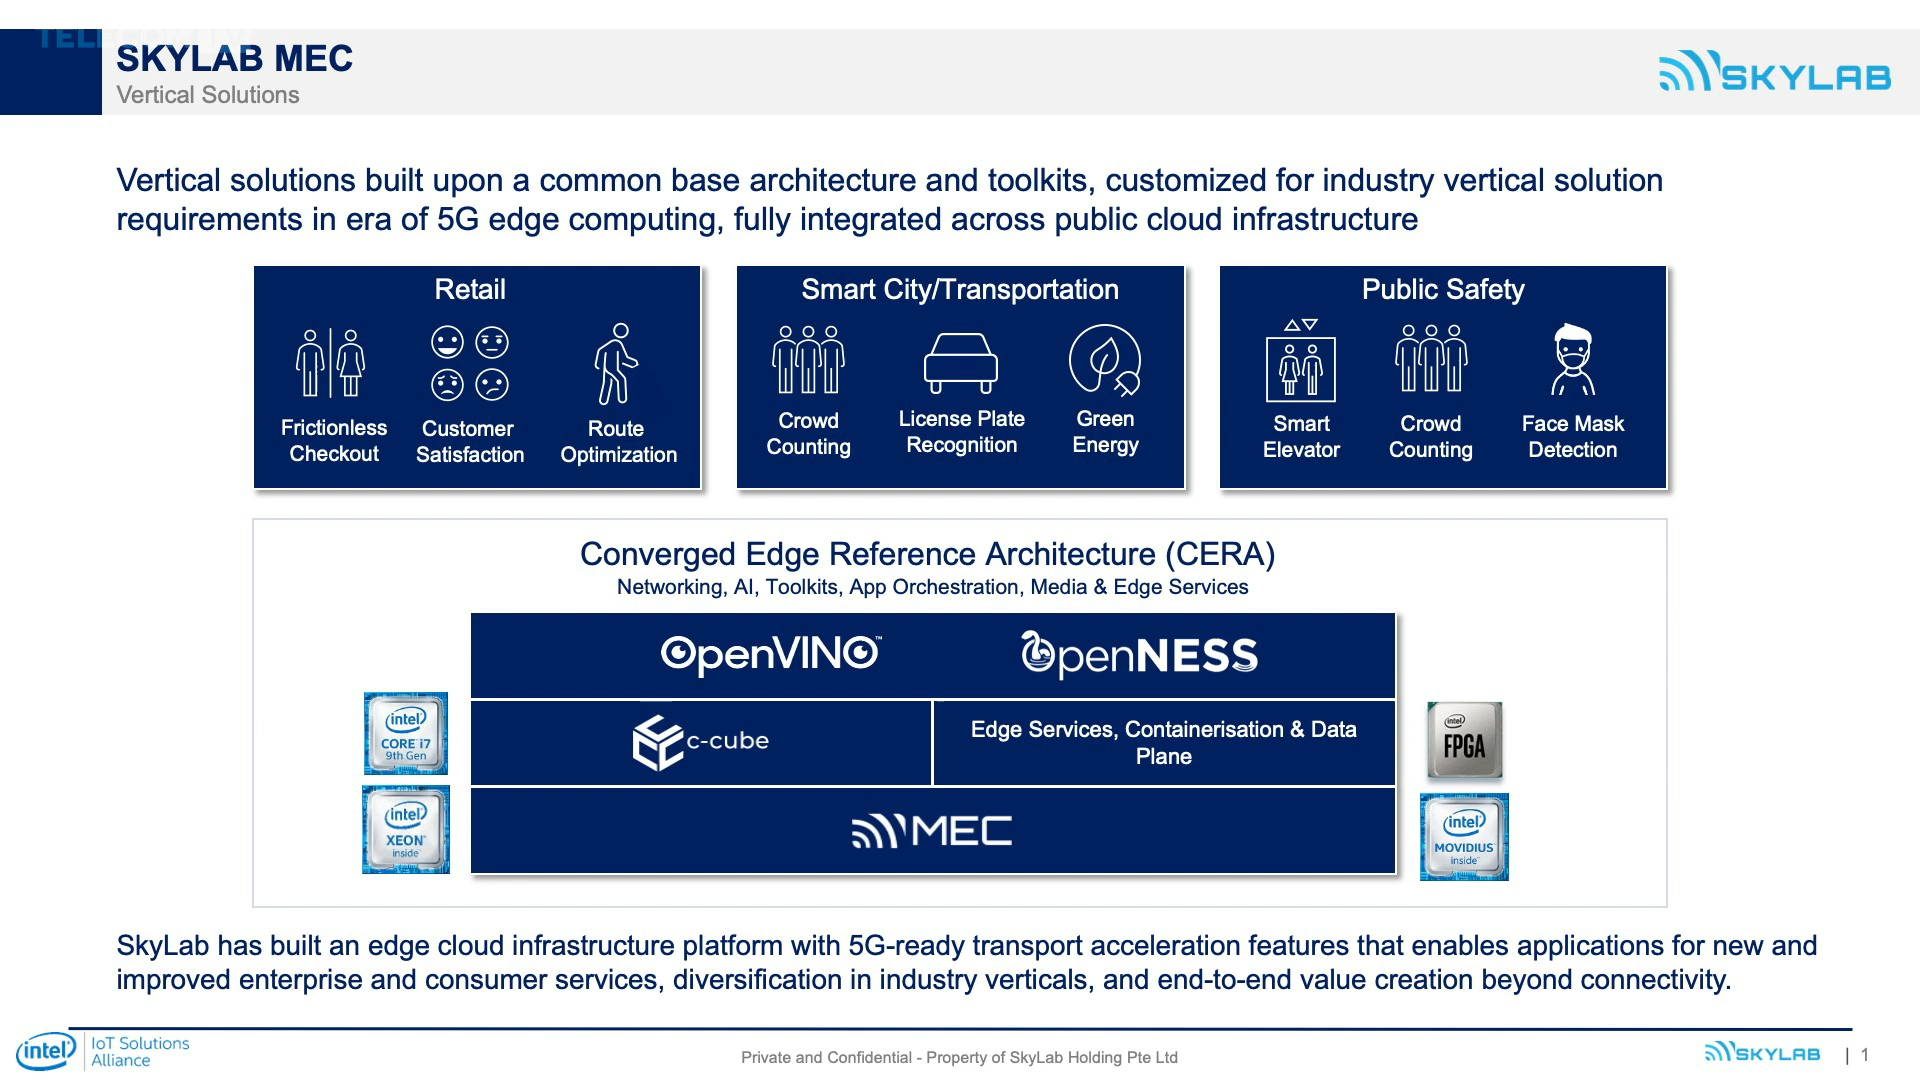 TELECOM TV
SKYLAB MEC
Vertical Solutions
SKYLAB
Vertical solutions built upon a common base architecture and toolkits, customized for industry vertical solution
requirements in era of 5G edge computing, fully integrated across public cloud infrastructure
Retail
Frictionless
Checkout
Customer
Satisfaction
Route
Optimization
Smart City/Transportation
Crowd
Counting
License Plate
Recognition
Green
Energy
Public Safety
Smart
Elevator
Crowd
Counting
Face Mask
Detection
Converged Edge Reference Architecture (CERA)
Networking, AI, Toolkits, App Orchestration, Media & Edge Services
OpenVINO™
OpenNESS
c-cube
Edge Services, Containerisation & Data
Plane
MEC
intel
CORE™ i7
9th Gen
intel
XEON®
inside™
intel
FPGA
intel
MOVIDIUS™
inside™
SkyLab has built an edge cloud infrastructure platform with 5G-ready transport acceleration features that enables applications for new and
improved enterprise and consumer services, diversification in industry verticals, and end-to-end value creation beyond connectivity.
intel
IoT Solutions
Alliance
Private and Confidential - Property of SkyLab Holding Pte Ltd
SKYLAB
| 1